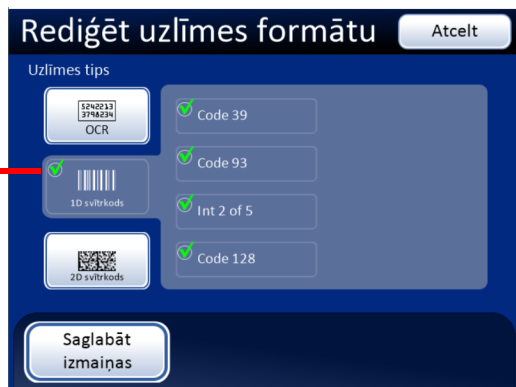 Rediģēt uzlīmes formātu
Atcelt
Uzlīmes tips
5242213
3798234
OCR
1D svītrkods
2D svītrkods
Code 39
Code 93
Int 2 of 5
Code 128
Saglabāt
izmaiņas